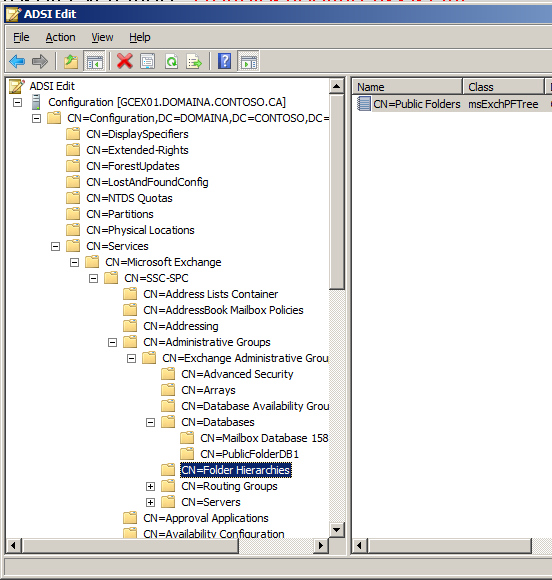 ADSI Edit
File Action View Help
ADSI Edit
Configuration [GCEX01.DOMAINA.CONTOSO.CA]
CN=Configuration,DC=DOMAINA,DC=CONTOSO,DC=
CN=DisplaySpecifiers
CN=Extended-Rights
CN=ForestUpdates
CN=LostAndFoundConfig
CN=NTDS Quotas
CN=Partitions
CN=Physical Locations
CN=Services
CN=Microsoft Exchange
CN=SSC-SPC
CN=Address Lists Container
CN=AddressBook Mailbox Policies
CN=Addressing
CN=Administrative Groups
CN=Exchange Administrative Grou
CN=Advanced Security
CN=Arrays
CN=Database Availability Grou
CN=Databases
CN=Mailbox Database 158
CN=PublicFolderDB1
CN=Folder Hierarchies
CN=Routing Groups
CN=Servers
CN=Approval Applications
CN=Availability Configuration
Name Class
CN=Public Folders msExchPFTree